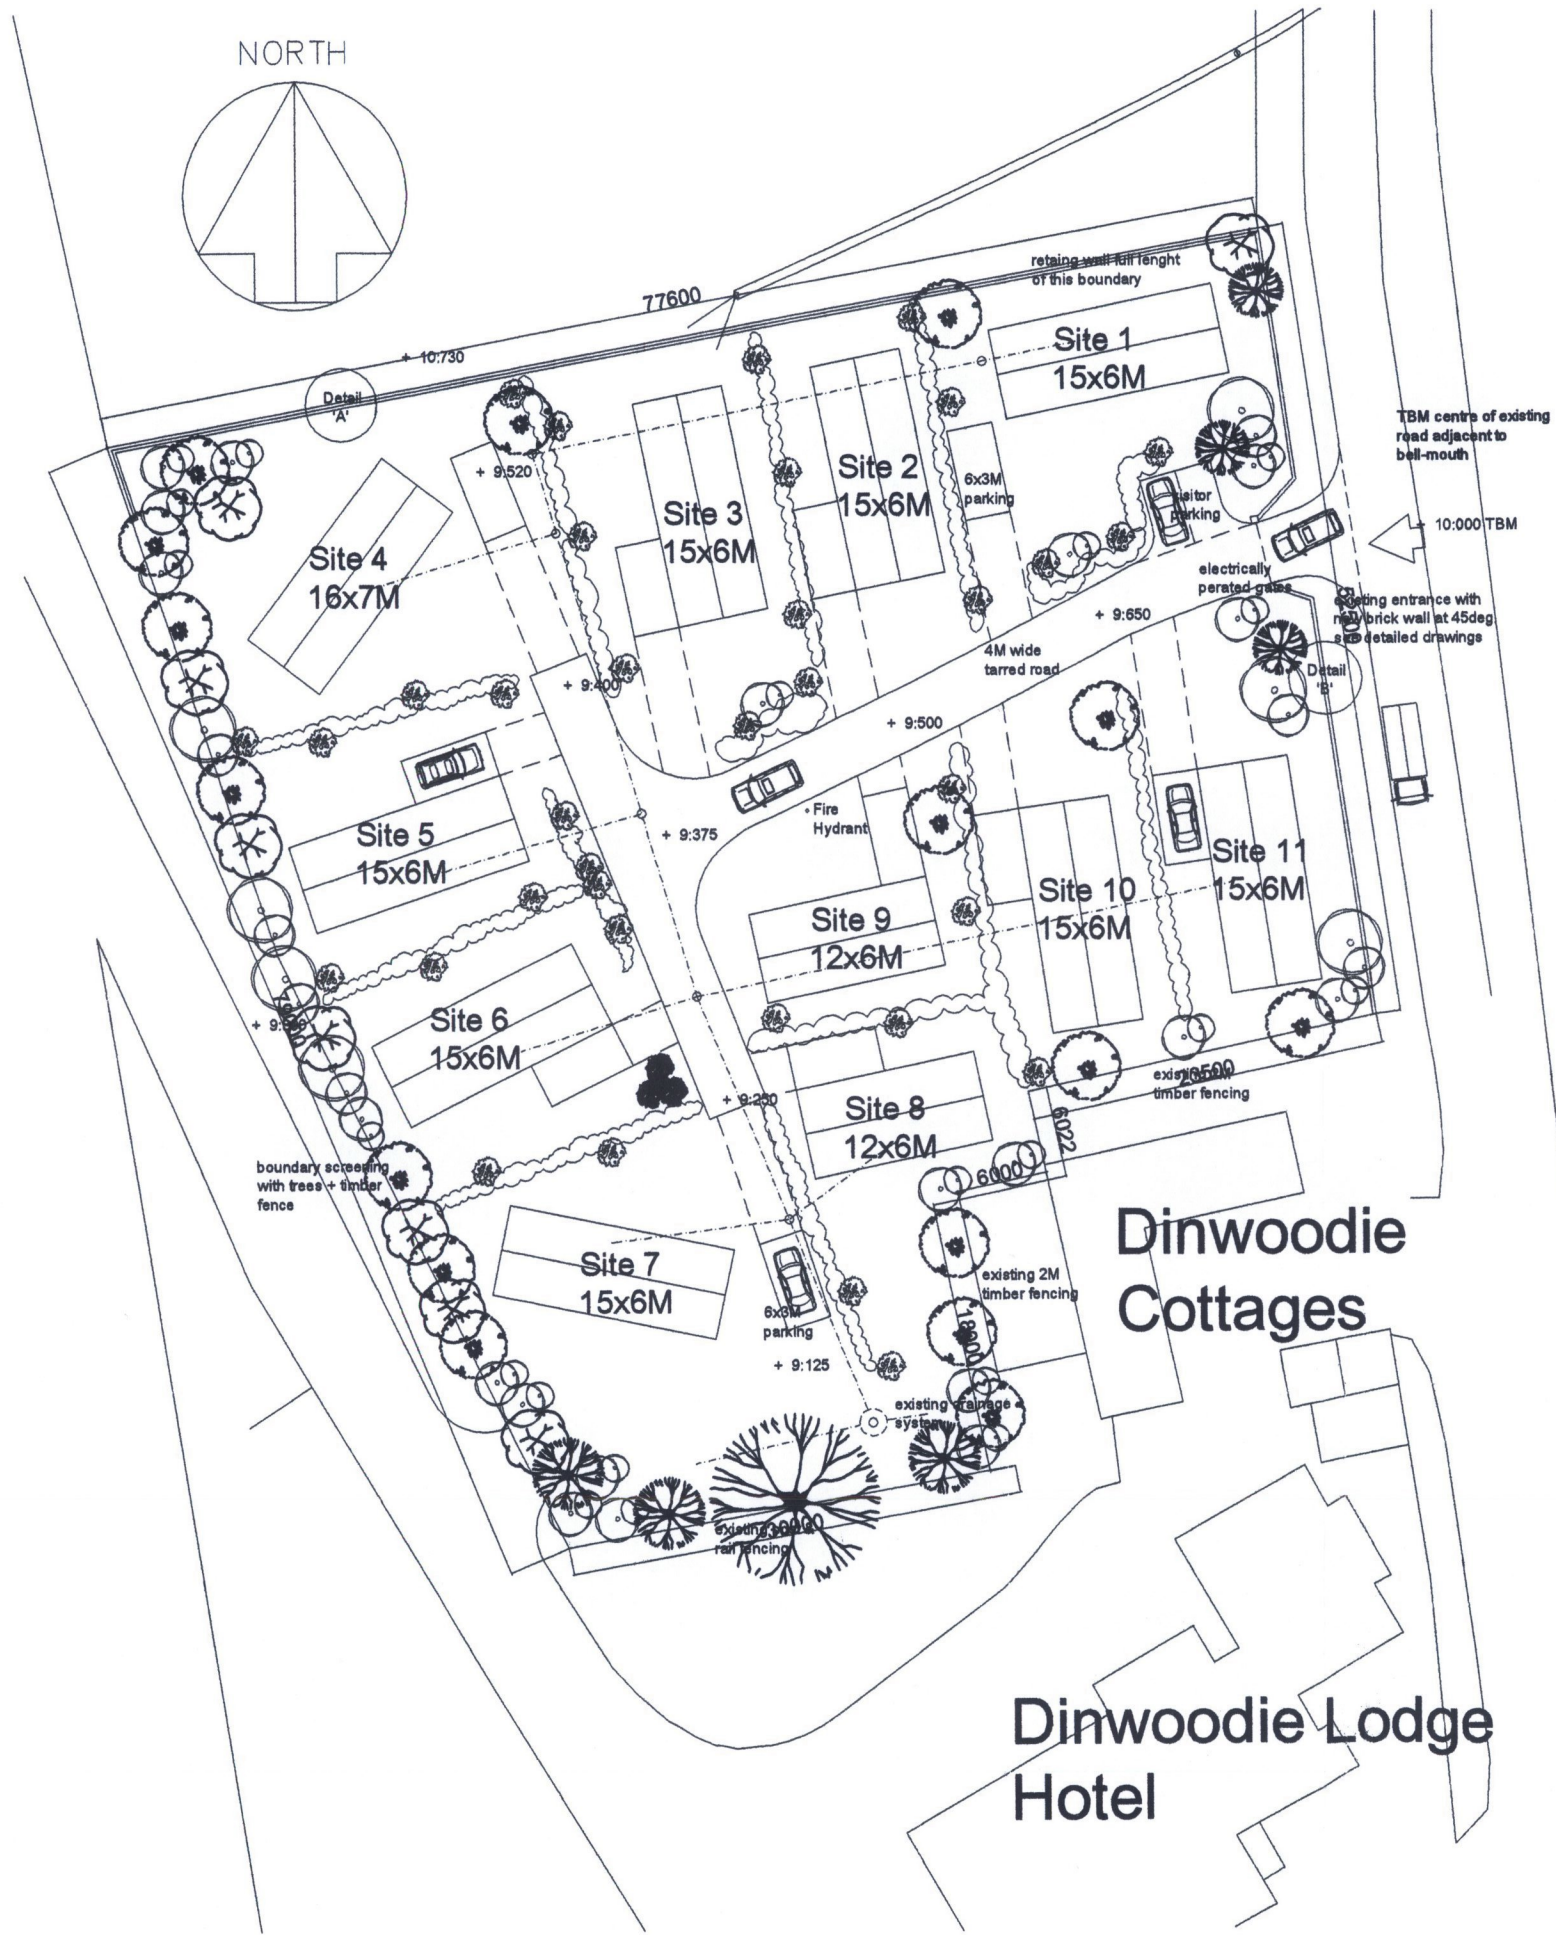 NORTH
retaing wall full lenght
of this boundary
77600
Site 1
15x6M
+ 10:730
Detail
'A'
TBM centre of existing
road adjacent to
bell-mouth
Site 2
15x6M
+ 9:520
6x3M
parking
Site 3
15x6M
visitor
parking
+ 10:000 TBM
Site 4
16x7M
electrically
perated gates
existing entrance with
new brick wall at 45deg
see detailed drawings
+ 9:650
4M wide
tarred road
Detail
'B'
+ 9:400
+ 9:500
Fire
Hydrant
+ 9:375
Site 5
15x6M
Site 11
15x6M
Site 10
15x6M
Site 9
12x6M
Site 6
15x6M
existing
timber fencing
+ 9:250
Site 8
12x6M
6022
6000
boundary screening
with trees + timber
fence
Dinwoodie
Cottages
Site 7
15x6M
existing 2M
timber fencing
6x3M
parking
18000
+ 9:125
existing drainage
system
existing
rail fencing
Dinwoodie Lodge
Hotel